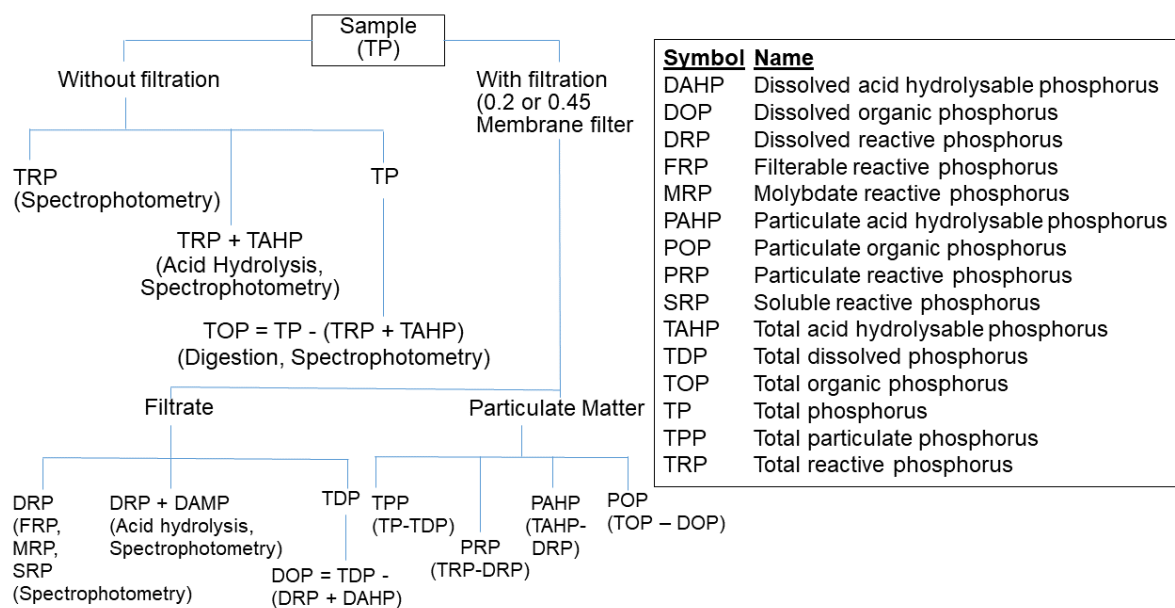 Sample
(TP)
Without filtration
With filtration
(0.2 or 0.45
Membrane filter
TRP
(Spectrophotometry)
TRP + TAHP
(Acid Hydrolysis,
Spectrophotometry)
TP
TOP = TP - (TRP + TAHP)
(Digestion, Spectrophotometry)
Filtrate
Particulate Matter
DRP
(FRP,
MRP,
SRP
(Spectrophotometry)
DRP + DAMP
(Acid hydrolysis,
Spectrophotometry)
TDP
DOP = TDP -
(DRP + DAHP)
TPP
(TP-TDP)
PRP
(TRP-DRP)
PAHP
(TAHP-
DRP)
POP
(TOP – DOP)
Symbol Name
DAHP Dissolved acid hydrolysable phosphorus
DOP Dissolved organic phosphorus
DRP Dissolved reactive phosphorus
FRP Filterable reactive phosphorus
MRP Molybdate reactive phosphorus
PAHP Particulate acid hydrolysable phosphorus
POP Particulate organic phosphorus
PRP Particulate reactive phosphorus
SRP Soluble reactive phosphorus
TAHP Total acid hydrolysable phosphorus
TDP Total dissolved phosphorus
TOP Total organic phosphorus
TP Total phosphorus
TPP Total particulate phosphorus
TRP Total reactive phosphorus